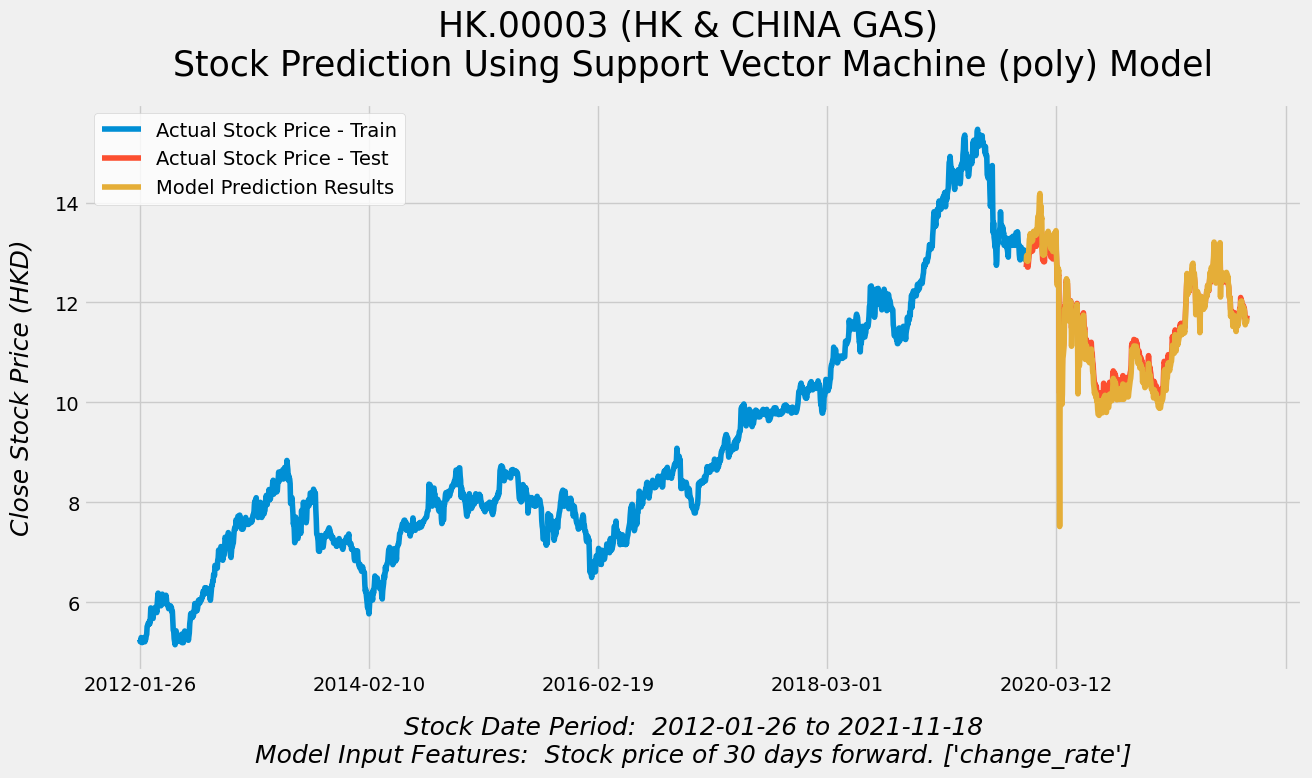 HK.00003 (HK & CHINA GAS)
Stock Prediction Using Support Vector Machine (poly) Model
Actual Stock Price - Train
Actual Stock Price - Test
Model Prediction Results
Close Stock Price (HKD)
14
12
10
8
6
2012-01-26
2014-02-10
2016-02-19
2018-03-01
2020-03-12
Stock Date Period:  2012-01-26 to 2021-11-18
Model Input Features:  Stock price of 30 days forward. ['change_rate']